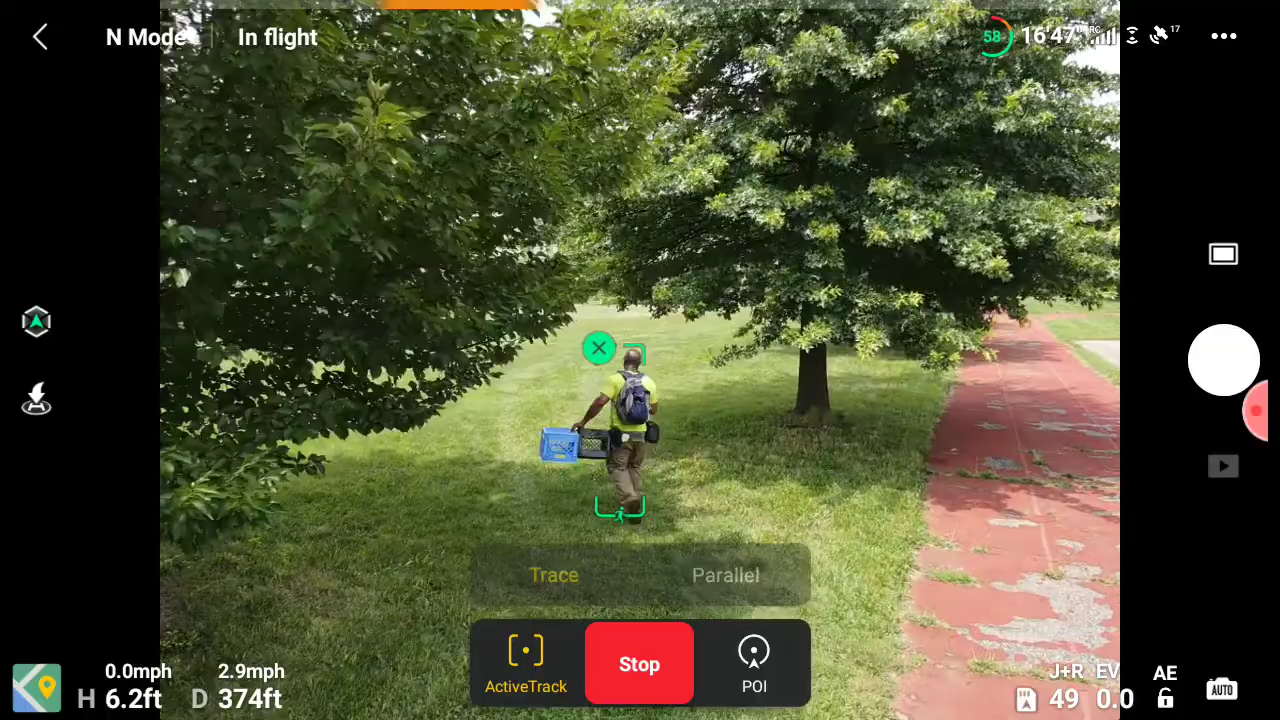 N Mode In flight
58 16'47" RC 17
Trace Parallel
Stop
ActiveTrack POI
0.0mph 2.9mph
H 6.2ft D 374ft
J+R EV AE
49 0.0
AUTO